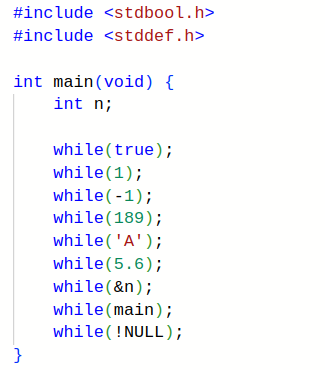 #include <stdbool.h>
#include <stddef.h>

int main(void) {
    int n;

    while(true);
    while(1);
    while(-1);
    while(189);
    while('A');
    while(5.6);
    while(&n);
    while(main);
    while(!NULL);
}